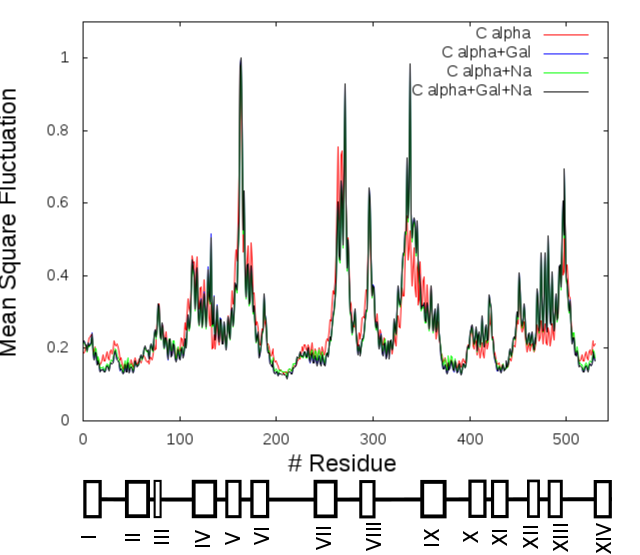 C alpha
C alpha+Gal
C alpha+Na
C alpha+Gal+Na
Mean Square Fluctuation
1
0.8
0.6
0.4
0.2
0
0 100 200 300 400 500
# Residue
I II III IV V VI VII VIII IX X XI XII XIII XIV